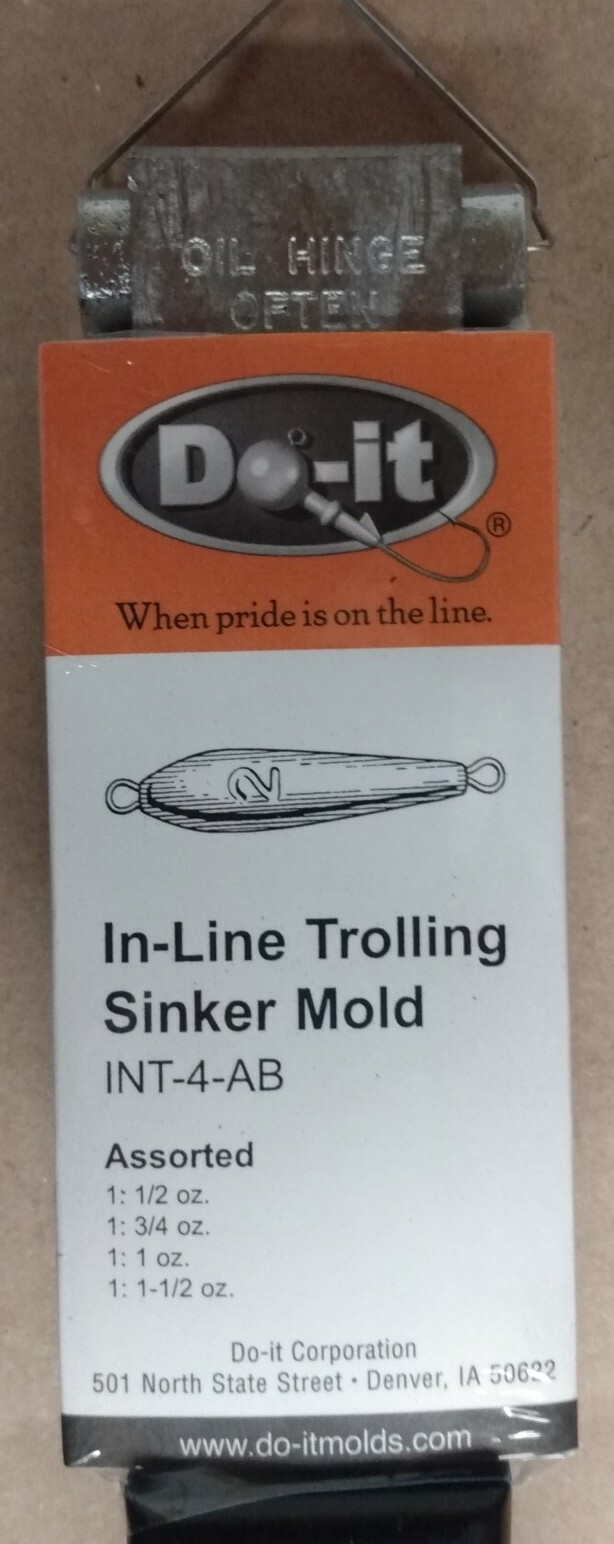 OIL HINGE
OFTEN
Do-it®
When pride is on the line.
2
In-Line Trolling
Sinker Mold
INT-4-AB
Assorted
1: 1/2 oz.
1: 3/4 oz.
1: 1 oz.
1: 1-1/2 oz.
Do-it Corporation
501 North State Street • Denver, IA 50622
www.do-itmolds.com